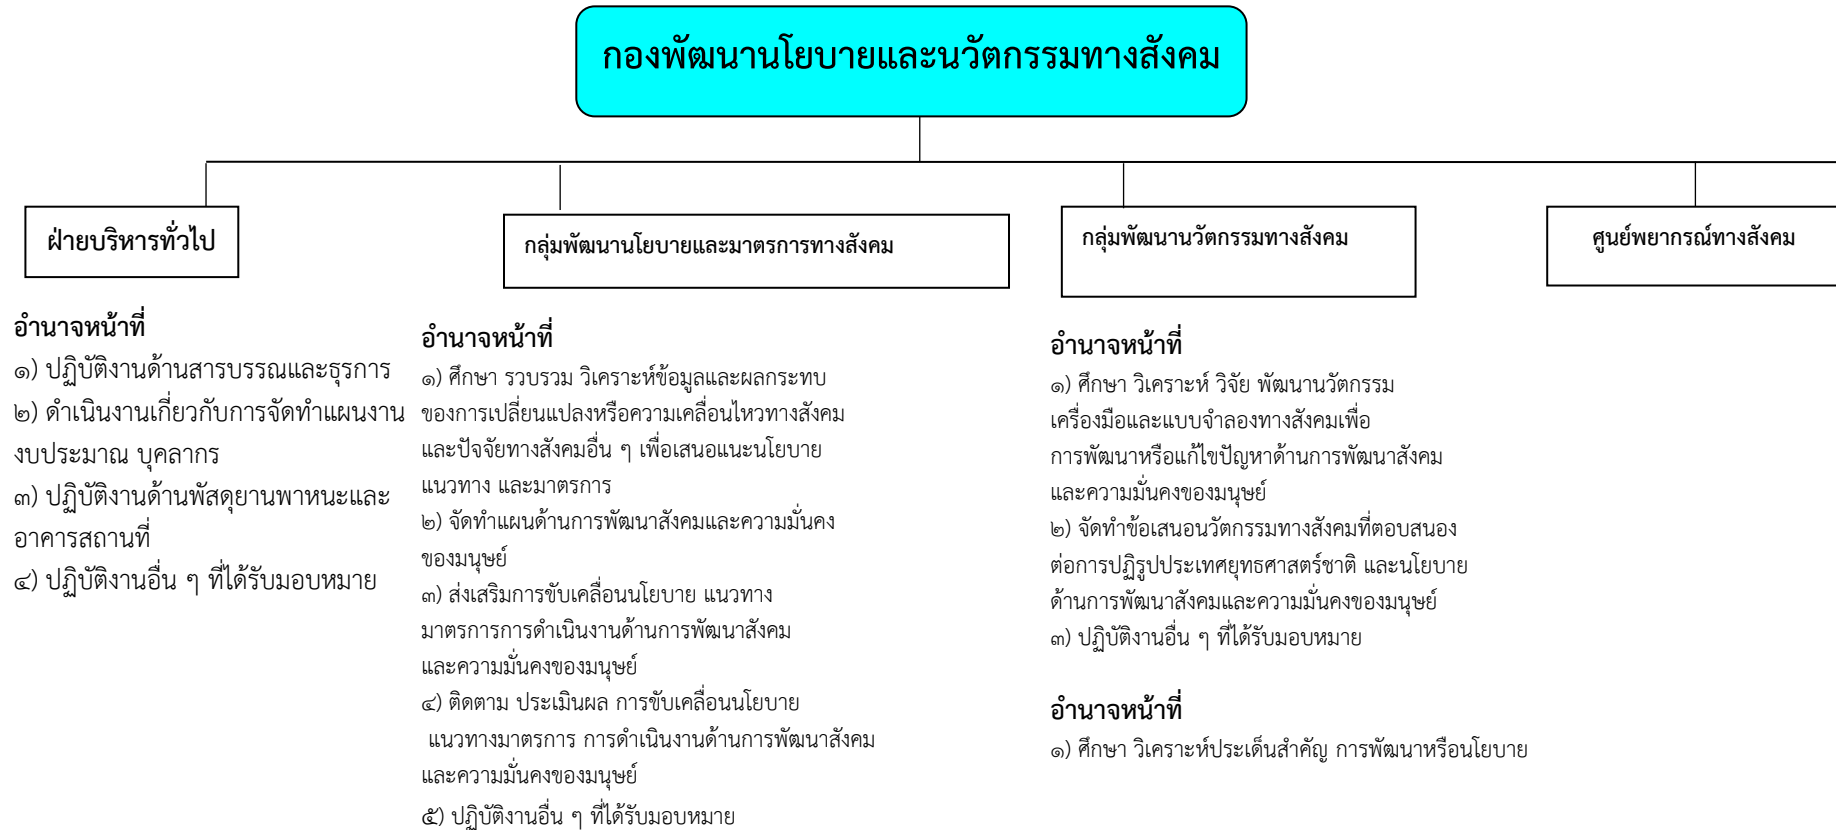 กองพัฒนานโยบายและนวัตกรรมทางสังคม
ฝ่ายบริหารทั่วไป
กลุ่มพัฒนานโยบายและมาตรการทางสังคม
กลุ่มพัฒนานวัตกรรมทางสังคม
ศูนย์พยากรณ์ทางสังคม
อำนาจหน้าที่
๑) ปฏิบัติงานด้านสารบรรณและธุรการ
๒) ดำเนินงานเกี่ยวกับการจัดทำแผนงาน
งบประมาณ บุคลากร
๓) ปฏิบัติงานด้านพัสดุยานพาหนะและ
อาคารสถานที่
๔) ปฏิบัติงานอื่น ๆ ที่ได้รับมอบหมาย
อำนาจหน้าที่
๑) ศึกษา รวบรวม วิเคราะห์ข้อมูลและผลกระทบ
ของการเปลี่ยนแปลงหรือความเคลื่อนไหวทางสังคม
และปัจจัยทางสังคมอื่น ๆ เพื่อเสนอแนะนโยบาย
แนวทาง และมาตรการ
๒) จัดทำแผนด้านการพัฒนาสังคมและความมั่นคง
ของมนุษย์
๓) ส่งเสริมการขับเคลื่อนนโยบาย แนวทาง
มาตรการการดำเนินงานด้านการพัฒนาสังคม
และความมั่นคงของมนุษย์
๔) ติดตาม ประเมินผล การขับเคลื่อนนโยบาย
แนวทางมาตรการ การดำเนินงานด้านการพัฒนาสังคม
และความมั่นคงของมนุษย์
๕) ปฏิบัติงานอื่น ๆ ที่ได้รับมอบหมาย
อำนาจหน้าที่
๑) ศึกษา วิเคราะห์ วิจัย พัฒนานวัตกรรม
เครื่องมือและแบบจำลองทางสังคมเพื่อ
การพัฒนาหรือแก้ไขปัญหาด้านการพัฒนาสังคม
และความมั่นคงของมนุษย์
๒) จัดทำข้อเสนอนวัตกรรมทางสังคมที่ตอบสนอง
ต่อการปฏิรูปประเทศยุทธศาสตร์ชาติ และนโยบาย
ด้านการพัฒนาสังคมและความมั่นคงของมนุษย์
๓) ปฏิบัติงานอื่น ๆ ที่ได้รับมอบหมาย
อำนาจหน้าที่
๑) ศึกษา วิเคราะห์ประเด็นสำคัญ การพัฒนาหรือนโยบาย